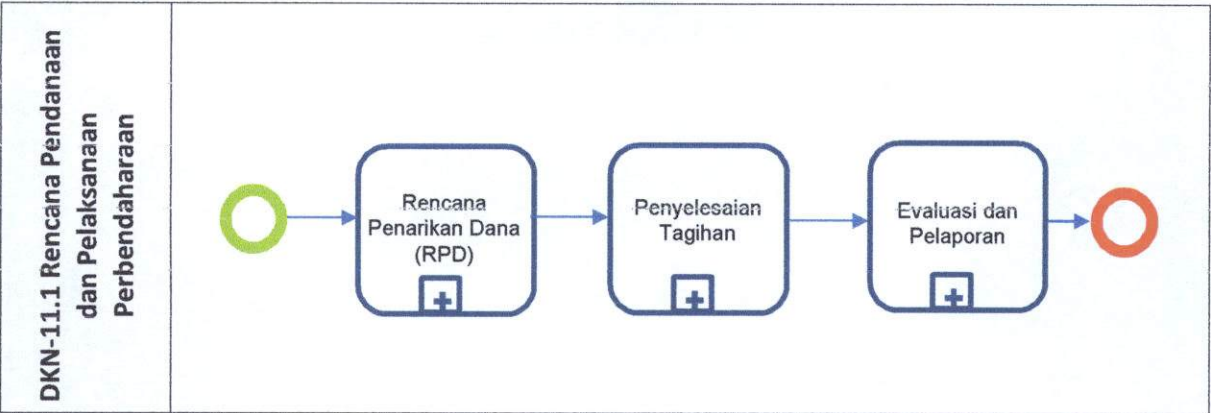 DKN-11.1 Rencana Pendanaan
dan Pelaksanaan
Perbendaharaan
Rencana
Penarikan Dana
(RPD)
Penyelesaian
Tagihan
Evaluasi dan
Pelaporan